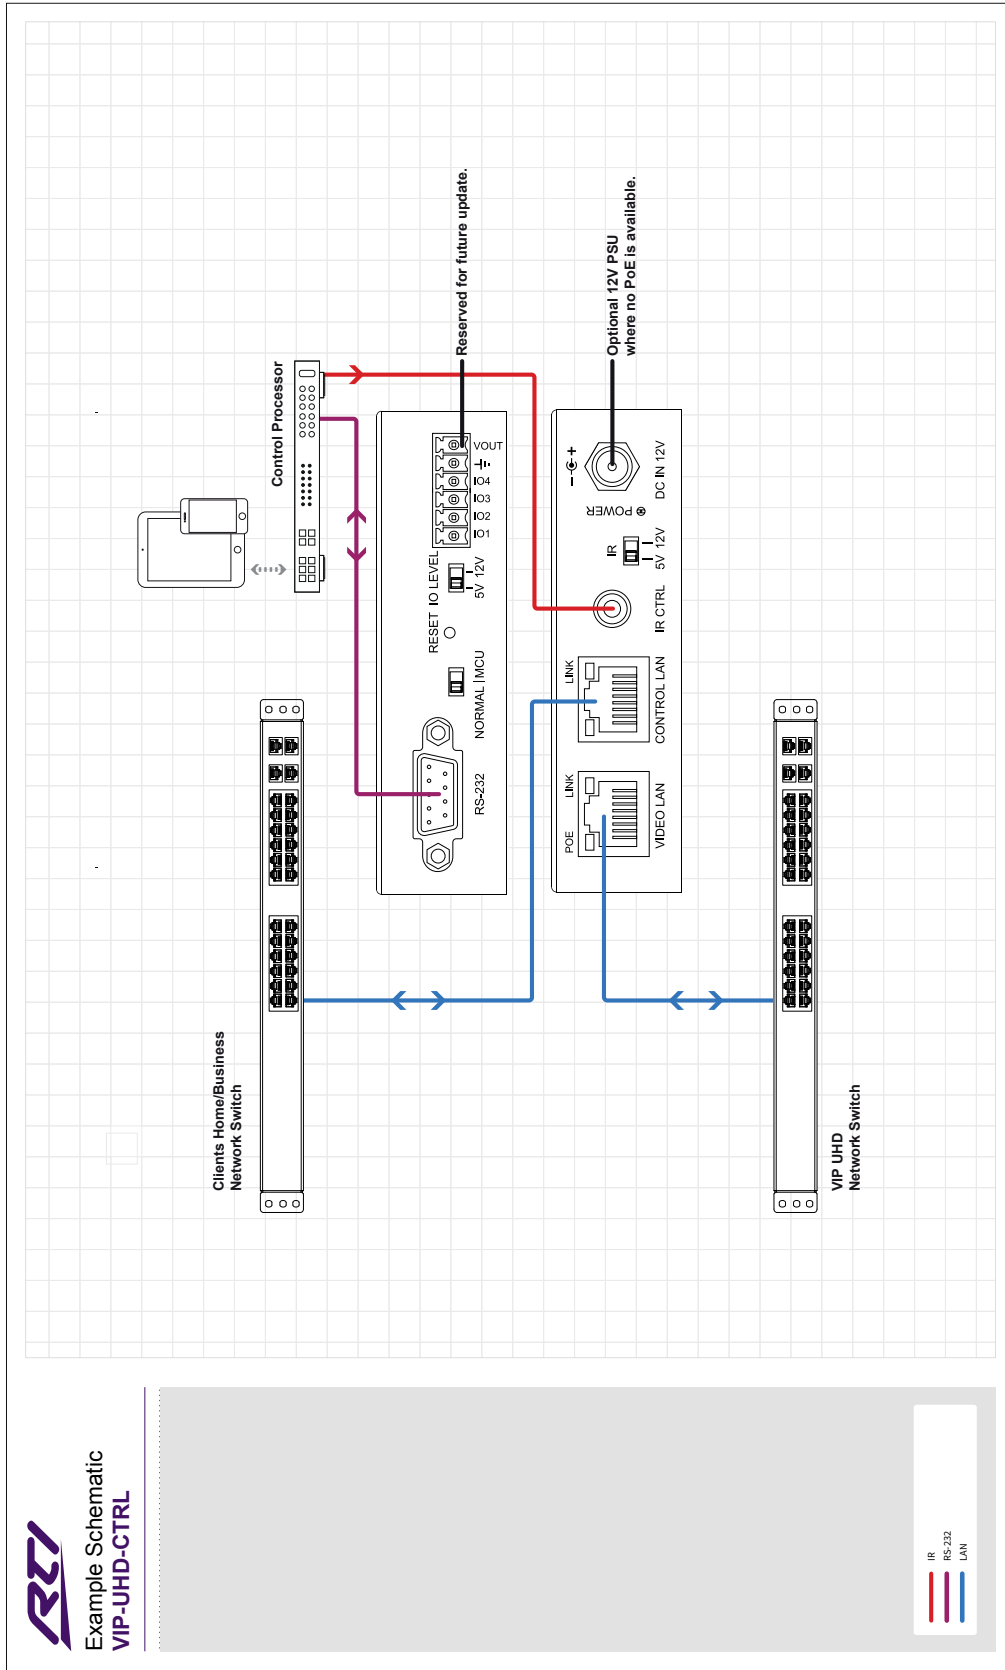 RTI
Example Schematic
VIP-UHD-CTRL
IR
RS-232
LAN
Clients Home/Business
Network Switch
Control Processor
RS-232
NORMAL | MCU
RESET
IO LEVEL
5V 12V
IO1
IO2
IO3
IO4
VOUT
Reserved for future update.
POE
LINK
VIDEO LAN
LINK
CONTROL LAN
IR CTRL
IR
5V 12V
POWER
- +
DC IN 12V
Optional 12V PSU
where no PoE is available.
VIP UHD
Network Switch